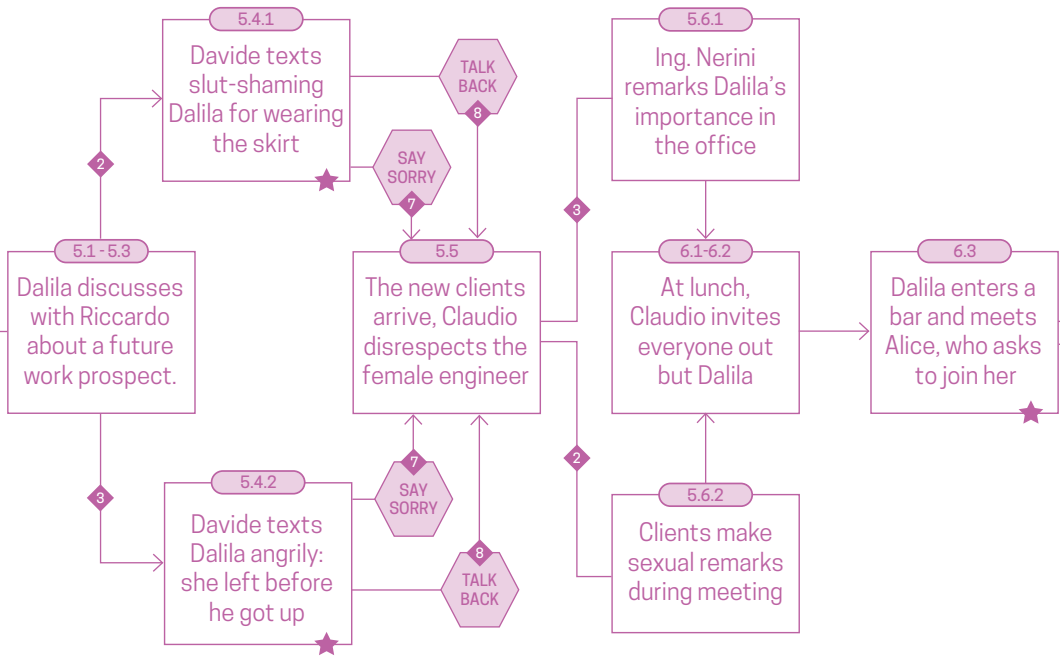 5.4.1
Davide texts
slut-shaming
Dalila for wearing
the skirt
TALK
BACK
8
SAY
SORRY
7
2
5.1 - 5.3
Dalila discusses
with Riccardo
about a future
work prospect.
3
5.4.2
Davide texts
Dalila angrily:
she left before
he got up
7
SAY
SORRY
8
TALK
BACK
5.5
The new clients
arrive, Claudio
disrespects the
female engineer
3
5.6.1
Ing. Nerini
remarks Dalila’s
importance in
the office
2
5.6.2
Clients make
sexual remarks
during meeting
6.1-6.2
At lunch,
Claudio invites
everyone out
but Dalila
6.3
Dalila enters a
bar and meets
Alice, who asks
to join her